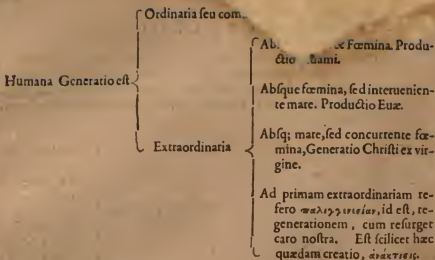 Ordinaria ſeu com
Humana Generatio eſt
Extraordinaria
Fœmina. Produ-
ctio
Abſque fœmina, ſed interuenien-
te mare. Productio Euæ.
Abſq; mare, ſed concurrente fœ-
mina, Generatio Chriſti ex vir-
gine.
Ad primam extraordinariam re-
fero παλιγγενεσίαν, id eſt, re-
generationem, cum reſurget
caro noſtra. Eſt ſcilicet hæc
quædam creatio, ἀνάκτισις.